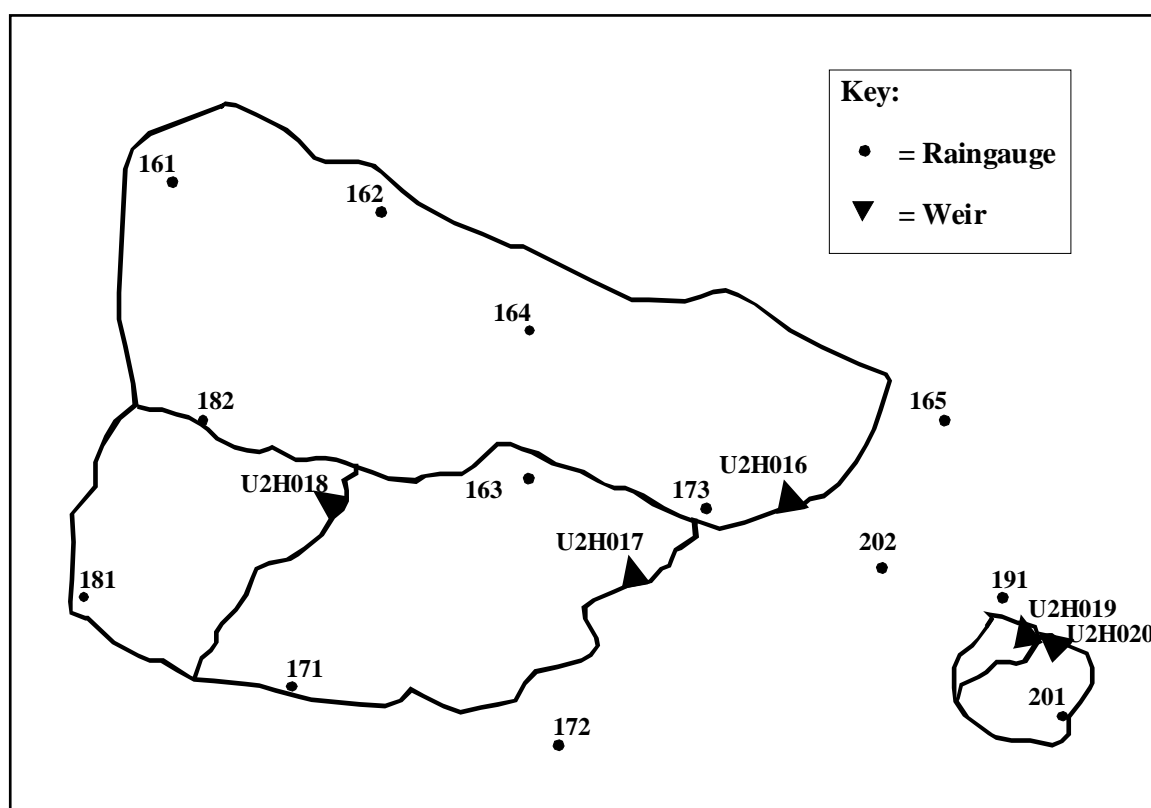 Key:
= Raingauge
= Weir
161
162
164
182
165
U2H018
163
173
U2H016
U2H017
202
181
191
U2H019
U2H020
171
201
172